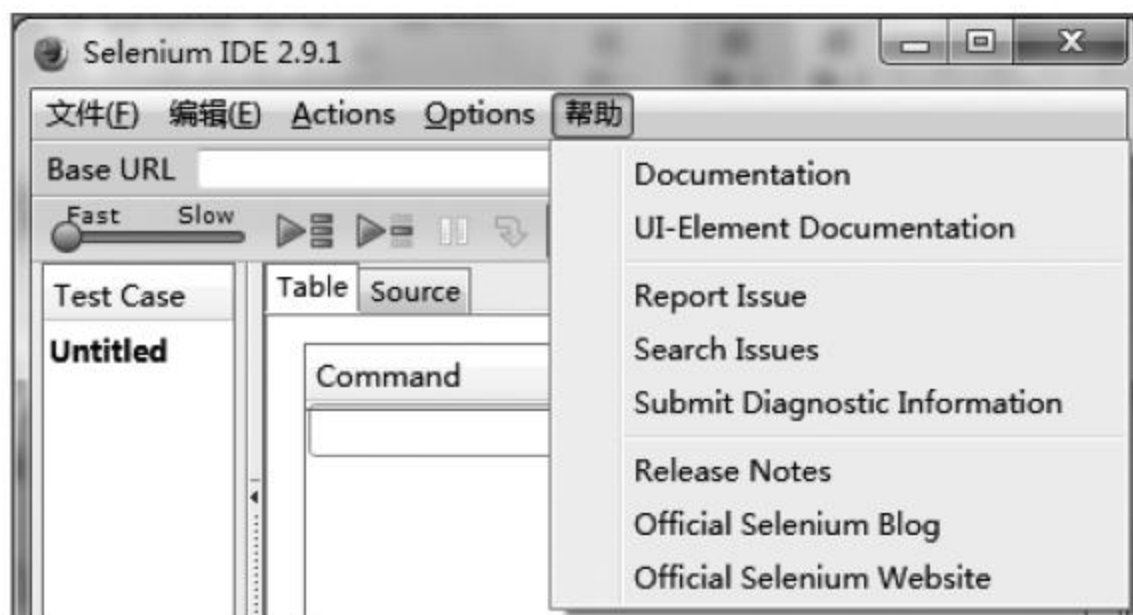 Selenium IDE 2.9.1
文件(F) 编辑(E) Actions Options 帮助
Base URL
Fast Slow
Test Case
Untitled
Table Source
Command
Documentation
UI-Element Documentation
Report Issue
Search Issues
Submit Diagnostic Information
Release Notes
Official Selenium Blog
Official Selenium Website